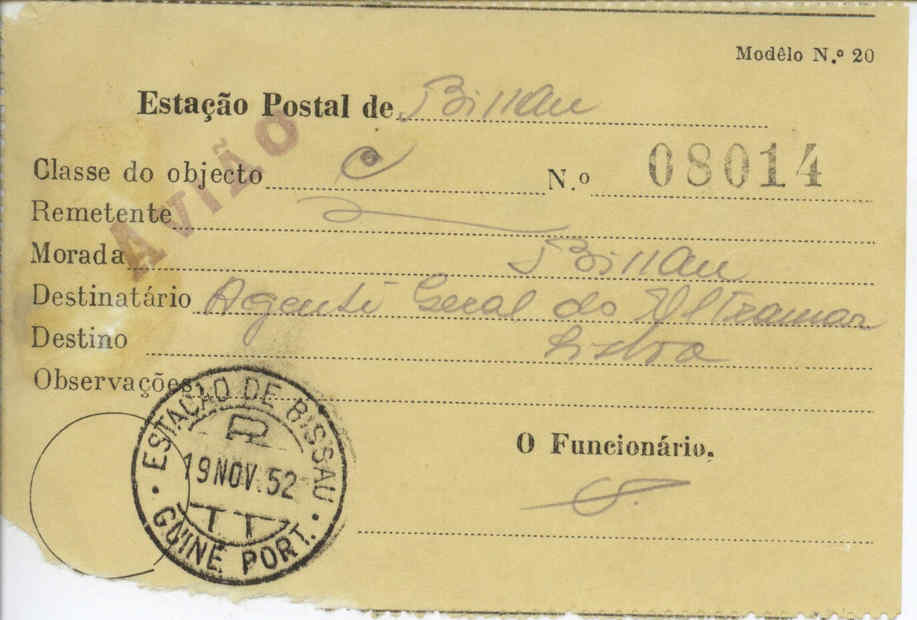 Modêlo N.º 20
Estação Postal de Bissau
Classe do objecto C N.º 08014
AVIÃO
Remetente
Morada Bissau
Destinatário Agente Geral do Ultramar
Destino Lisboa
Observações
ESTAÇÃO DE BISSAU
19 NOV. 52
T T
GUINÉ PORT.
O Funcionário,